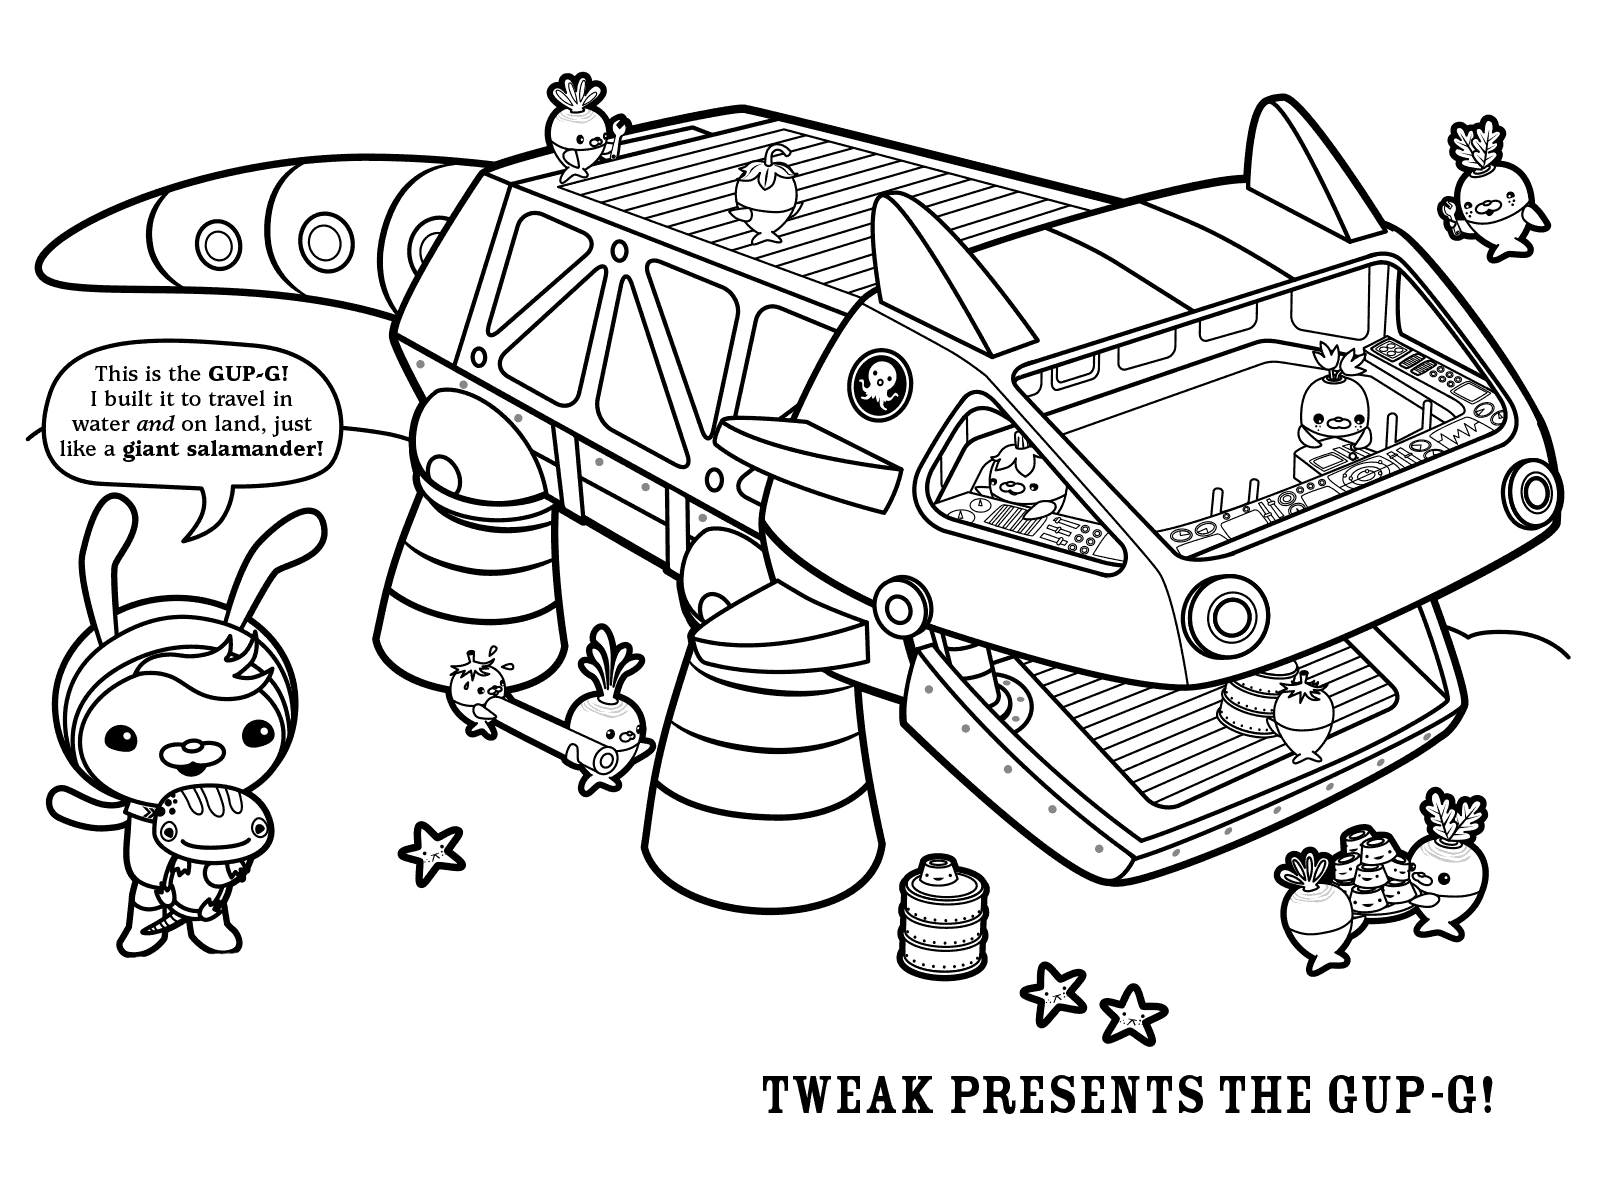 This is the GUP-G!
I built it to travel in
water and on land, just
like a giant salamander!
TWEAK PRESENTS THE GUP-G!